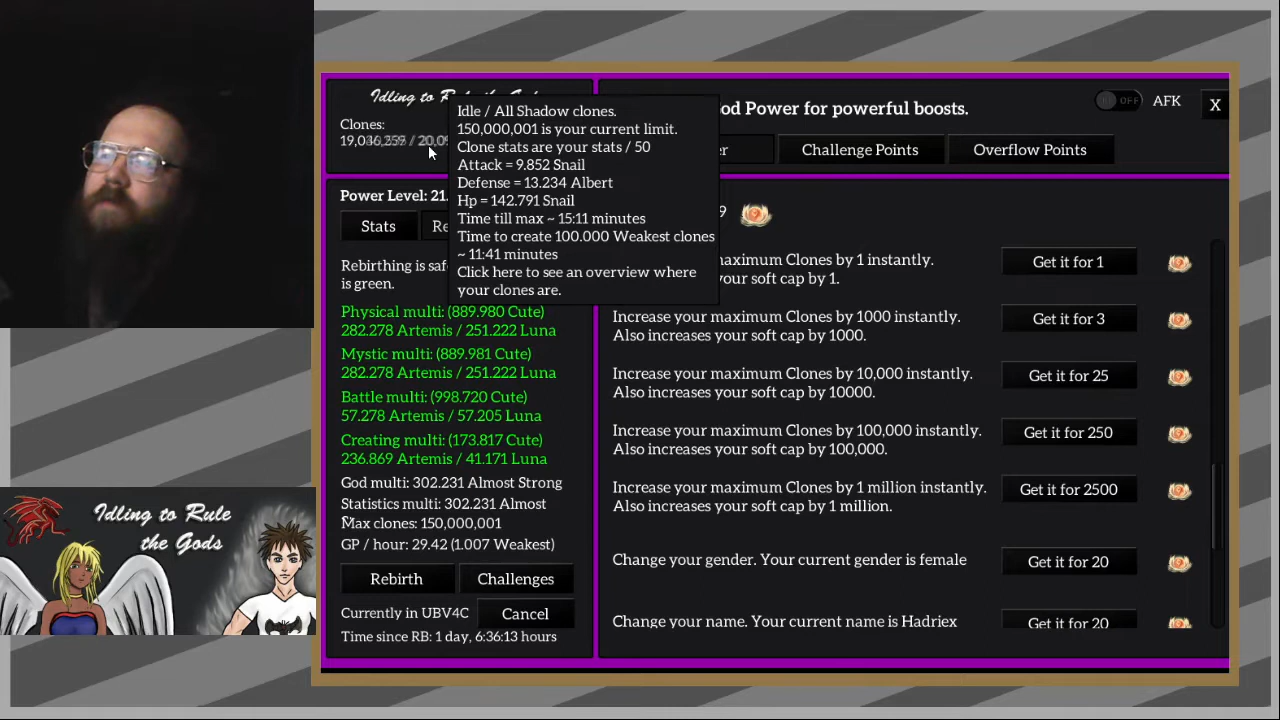 Idling to Rule the Gods
Clones:
Idle / All Shadow clones.
150,000,001 is your current limit.
Clone stats are your stats / 50
Attack = 9.852 Snail
Defense = 13.234 Albert
Hp = 142.791 Snail
Time till max ~ 15:11 minutes
Time to create 100.000 Weakest clones
~ 11:41 minutes
Click here to see an overview where
your clones are.
Power for powerful boosts.
OFF
AFK
X
Challenge Points
Overflow Points
Power Level: 21.
Stats
Rebirthing is
is green.
Physical multi: (889.980 Cute)
282.278 Artemis / 251.222 Luna
Mystic multi: (889.981 Cute)
282.278 Artemis / 251.222 Luna
Battle multi: (998.720 Cute)
57.278 Artemis / 57.205 Luna
Creating multi: (173.817 Cute)
236.869 Artemis / 41.171 Luna
God multi: 302.231 Almost Strong
Statistics multi: 302.231 Almost
Max clones: 150,000,001
GP / hour: 29.42 (1.007 Weakest)
Rebirth
Challenges
Currently in UBV4C
Cancel
Time since RB: 1 day, 6:36:13 hours
9
maximum Clones by 1 instantly.
your soft cap by 1.
Get it for 1
Increase your maximum Clones by 1000 instantly.
Also increases your soft cap by 1000.
Get it for 3
Increase your maximum Clones by 10,000 instantly.
Also increases your soft cap by 10000.
Get it for 25
Increase your maximum Clones by 100,000 instantly.
Also increases your soft cap by 100,000.
Get it for 250
Increase your maximum Clones by 1 million instantly.
Also increases your soft cap by 1 million.
Get it for 2500
Change your gender. Your current gender is female
Get it for 20
Change your name. Your current name is Hadriex
Get it for 20
Idling to Rule
the Gods